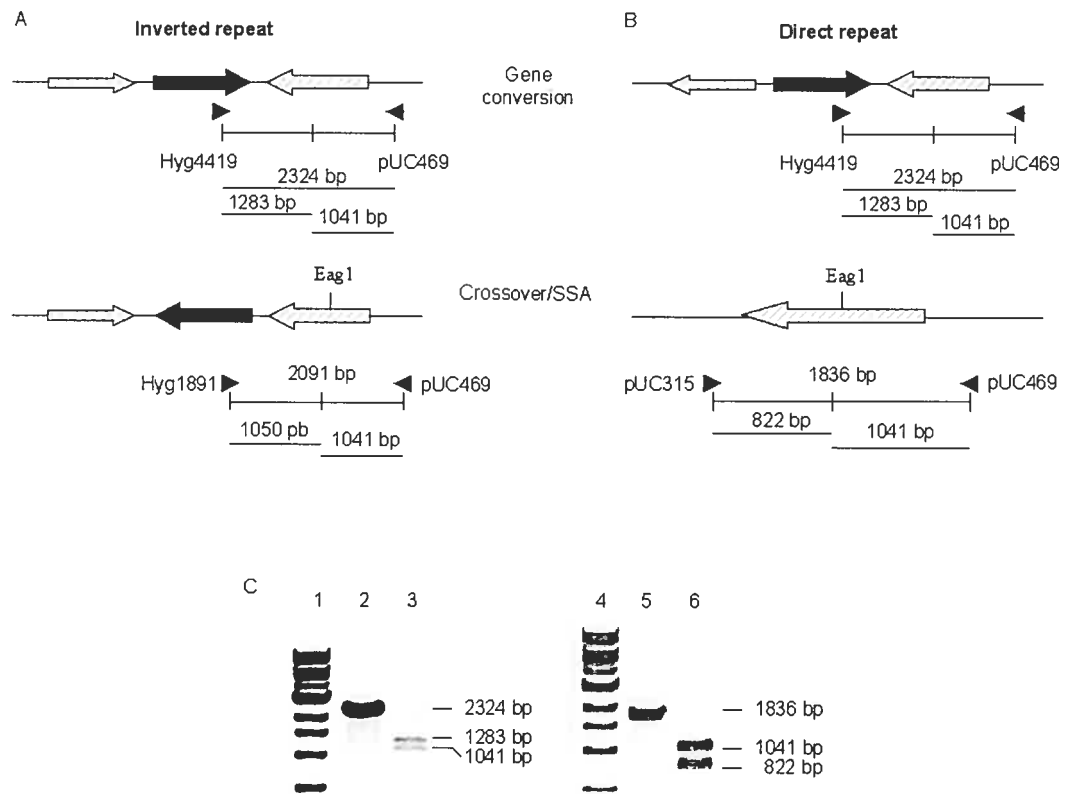 A
Inverted repeat
Gene
conversion
Hyg4419
pUC469
2324 bp
1283 bp
1041 bp
Eag1
Crossover/SSA
Hyg1891
2091 bp
pUC469
1050 pb
1041 bp
B
Direct repeat
Hyg4419
pUC469
2324 bp
1283 bp
1041 bp
Eag1
pUC315
1836 bp
pUC469
822 bp
1041 bp
C
1 2 3
2324 bp
1283 bp
1041 bp
4 5 6
1836 bp
1041 bp
822 bp